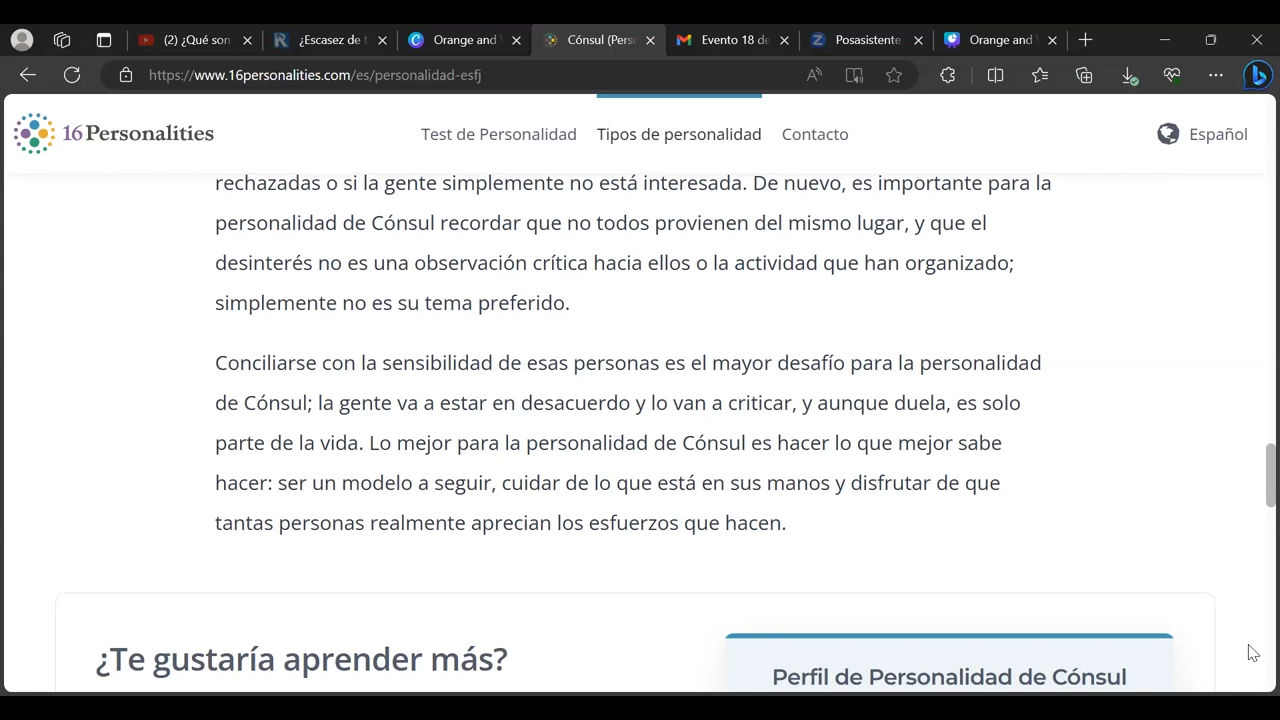 (2) ¿Qué son
¿Escasez de t
Orange and
Cónsul (Pers
Evento 18 de
Posasistente
Orange and
https://www.16personalities.com/es/personalidad-esfj
16Personalities
Test de Personalidad
Tipos de personalidad
Contacto
Español
rechazadas o si la gente simplemente no está interesada. De nuevo, es importante para la
personalidad de Cónsul recordar que no todos provienen del mismo lugar, y que el
desinterés no es una observación crítica hacia ellos o la actividad que han organizado;
simplemente no es su tema preferido.
Conciliarse con la sensibilidad de esas personas es el mayor desafío para la personalidad
de Cónsul; la gente va a estar en desacuerdo y lo van a criticar, y aunque duela, es solo
parte de la vida. Lo mejor para la personalidad de Cónsul es hacer lo que mejor sabe
hacer: ser un modelo a seguir, cuidar de lo que está en sus manos y disfrutar de que
tantas personas realmente aprecian los esfuerzos que hacen.
¿Te gustaría aprender más?
Perfil de Personalidad de Cónsul